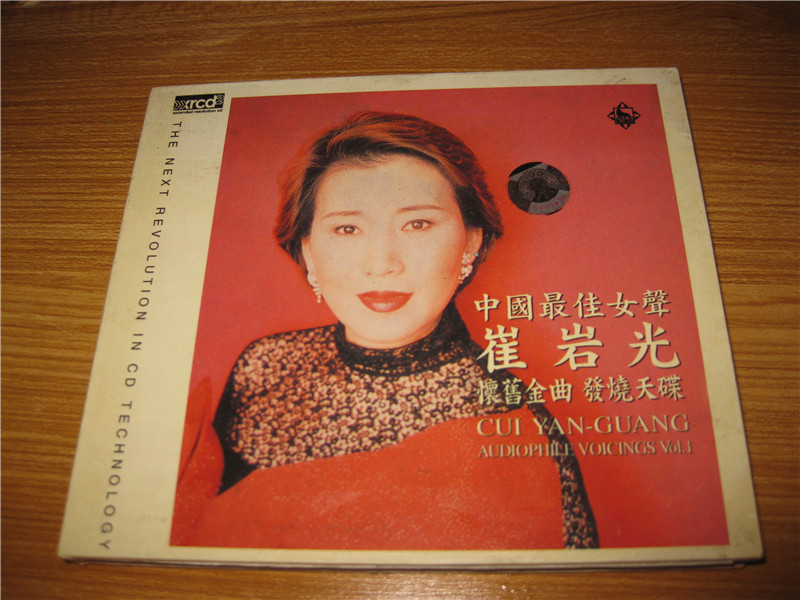 xrcd2
extended resolution cd
THE NEXT REVOLUTION IN CD TECHNOLOGY
中國最佳女聲
崔岩光
懷舊金曲 發燒天碟
CUI YAN-GUANG
AUDIOPHILE VOICINGS Vol.1